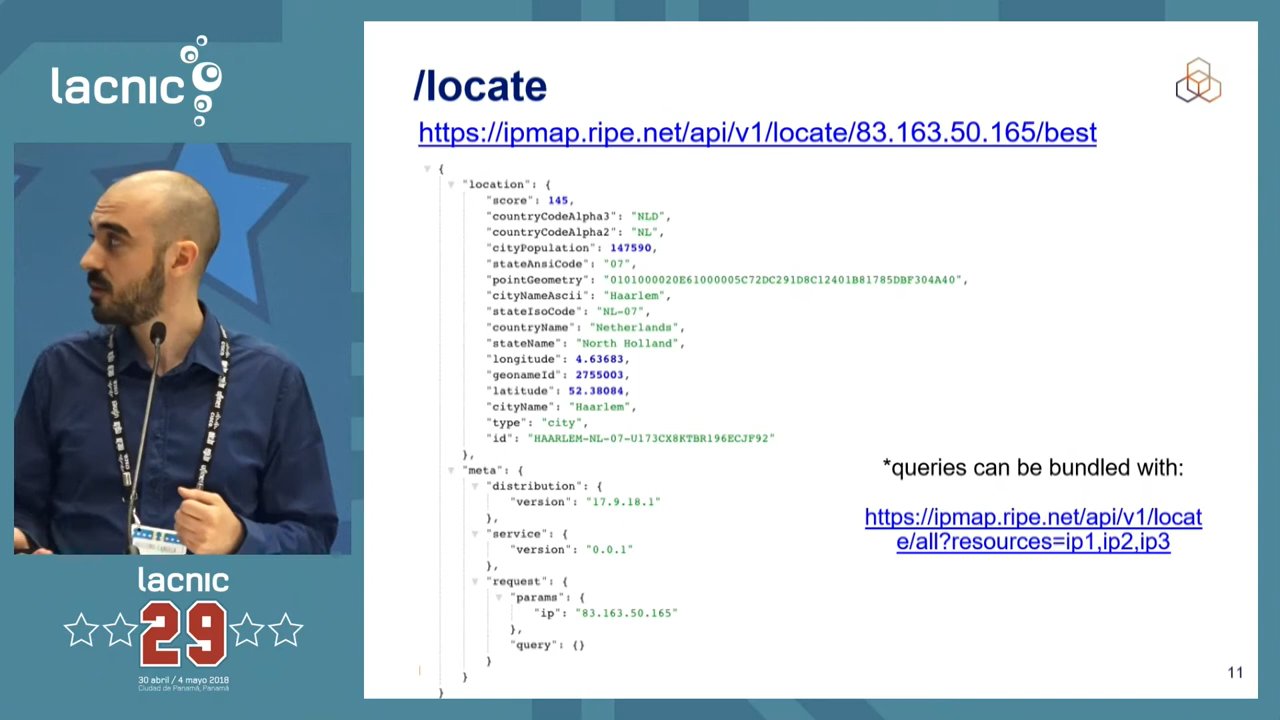 lacnic
lacnic
29
30 abril / 4 mayo 2018
Ciudad de Panamá, Panamá
/locate
https://ipmap.ripe.net/api/v1/locate/83.163.50.165/best
{
"location": {
"score": 145,
"countryCodeAlpha3": "NLD",
"countryCodeAlpha2": "NL",
"cityPopulation": 147590,
"stateAnsiCode": "07",
"pointGeometry": "0101000020E61000005C72DC291D8C12401B81785DBF304A40",
"cityNameAscii": "Haarlem",
"stateIsoCode": "NL-07",
"countryName": "Netherlands",
"stateName": "North Holland",
"longitude": 4.63683,
"geonameId": 2755003,
"latitude": 52.38084,
"cityName": "Haarlem",
"type": "city",
"id": "HAARLEM-NL-07-U173CX8KTBR196ECJF92"
},
"meta": {
"distribution": {
"version": "17.9.18.1"
},
"service": {
"version": "0.0.1"
},
"request": {
"params": {
"ip": "83.163.50.165"
},
"query": {}
}
}
}
*queries can be bundled with:
https://ipmap.ripe.net/api/v1/locat
e/all?resources=ip1,ip2,ip3
11